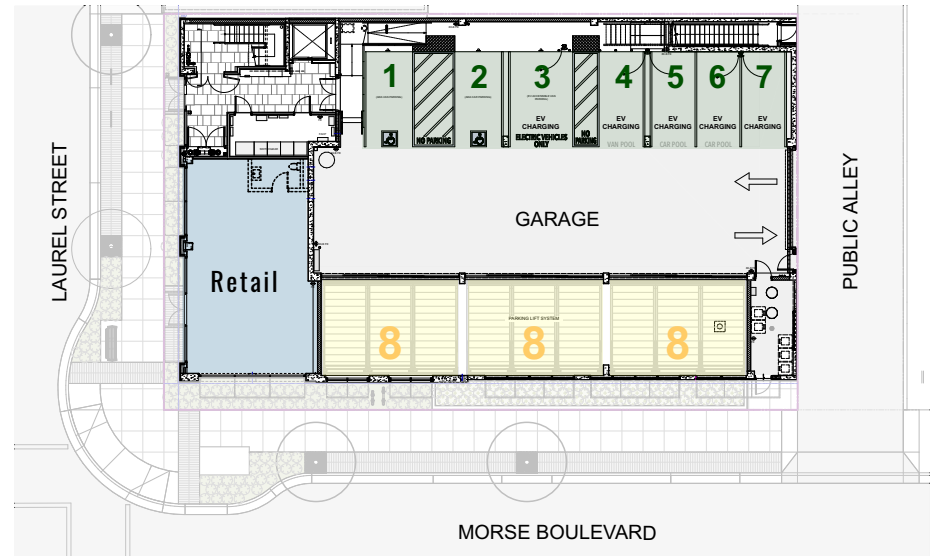 1
2
3
4
5
6
7
EV
CHARGING
ELECTRIC VEHICLES
ONLY
EV
CHARGING
VAN POOL
EV
CHARGING
CAR POOL
EV
CHARGING
CAR POOL
EV
CHARGING
NO PARKING
NO
PARKING
LAUREL STREET
GARAGE
PUBLIC ALLEY
Retail
PARKING LIFT SYSTEM
8
8
8
MORSE BOULEVARD